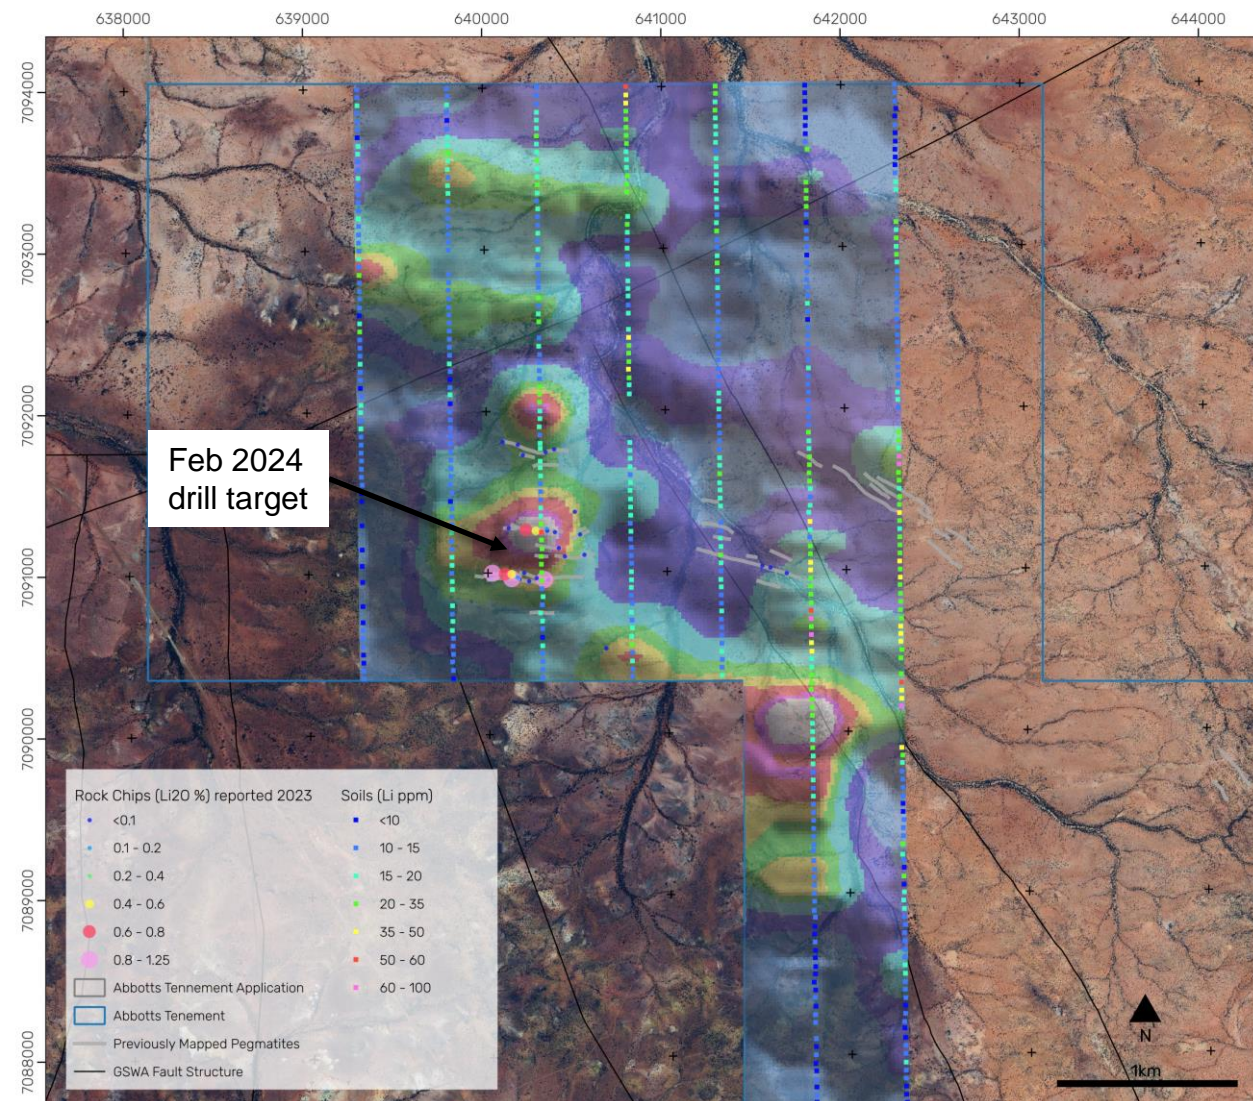 638000 639000 640000 641000 642000 643000 644000
7094000
7093000
7092000
7091000
7090000
7089000
7088000
Feb 2024
drill target
Rock Chips (Li2O %) reported 2023
<0.1
0.1 - 0.2
0.2 - 0.4
0.4 - 0.6
0.6 - 0.8
0.8 - 1.25
Abbotts Tennement Application
Abbotts Tenement
Previously Mapped Pegmatites
GSWA Fault Structure
Soils (Li ppm)
<10
10 - 15
15 - 20
20 - 35
35 - 50
50 - 60
60 - 100
N
1km